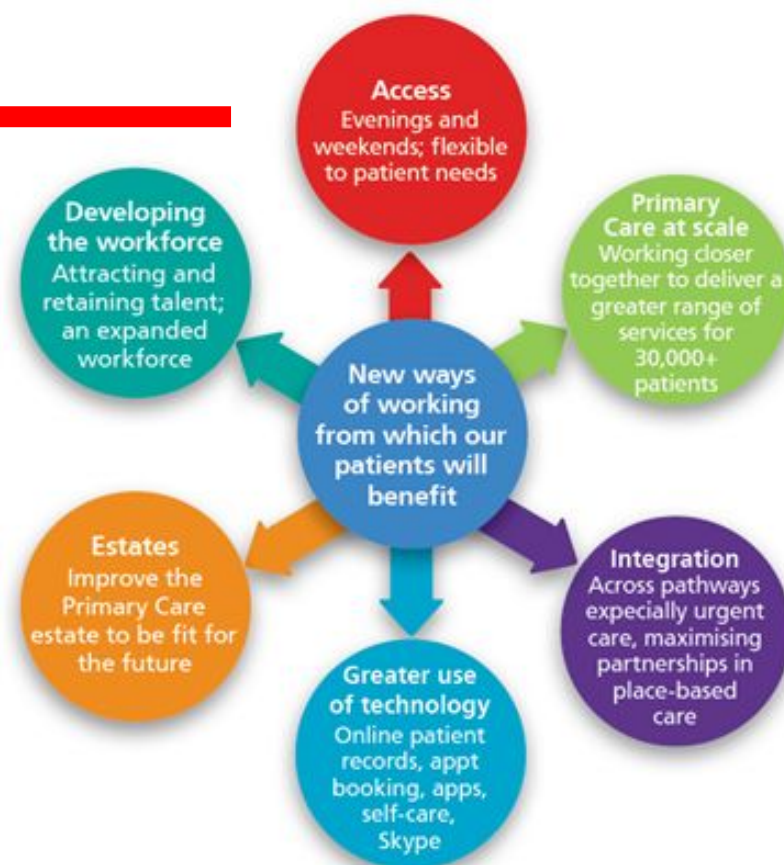 Access
Evenings and
weekends; flexible
to patient needs
Primary
Care at scale
Working closer
together to deliver a
greater range of
services for
30,000+
patients
Integration
Across pathways
expecially urgent
care, maximising
partnerships in
place-based
care
Greater use
of technology
Online patient
records, appt
booking, apps,
self-care,
Skype
Estates
Improve the
Primary Care
estate to be fit for
the future
Developing
the workforce
Attracting and
retaining talent;
an expanded
workforce
New ways
of working
from which our
patients will
benefit